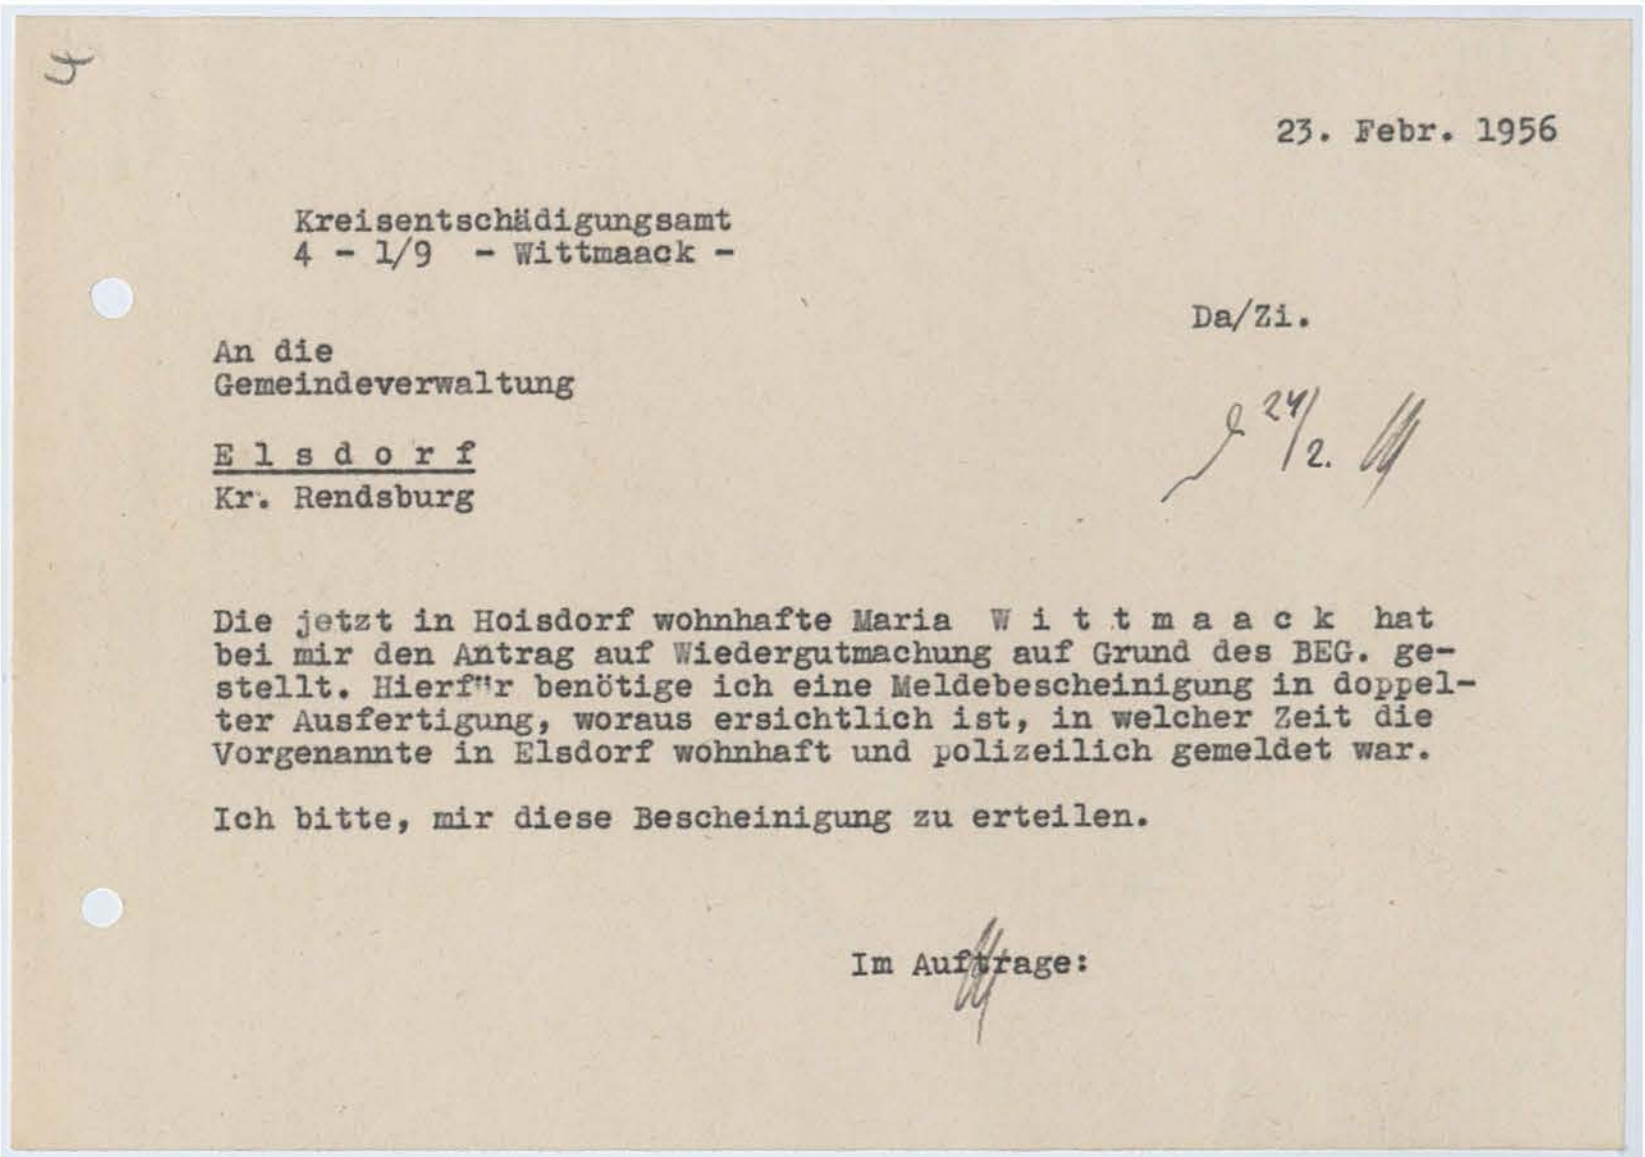 4
23. Febr. 1956
Kreisentschädigungsamt
4 - 1/9 - Wittmaack -
Da/Zi.
An die
Gemeindeverwaltung
24/2.
E l s d o r f
Kr. Rendsburg
Die jetzt in Hoisdorf wohnhafte Maria W i t t m a a c k hat
bei mir den Antrag auf Wiedergutmachung auf Grund des BEG. ge-
stellt. Hierf"r benötige ich eine Meldebescheinigung in doppel-
ter Ausfertigung, woraus ersichtlich ist, in welcher Zeit die
Vorgenannte in Elsdorf wohnhaft und polizeilich gemeldet war.
Ich bitte, mir diese Bescheinigung zu erteilen.
Im Auftrage: